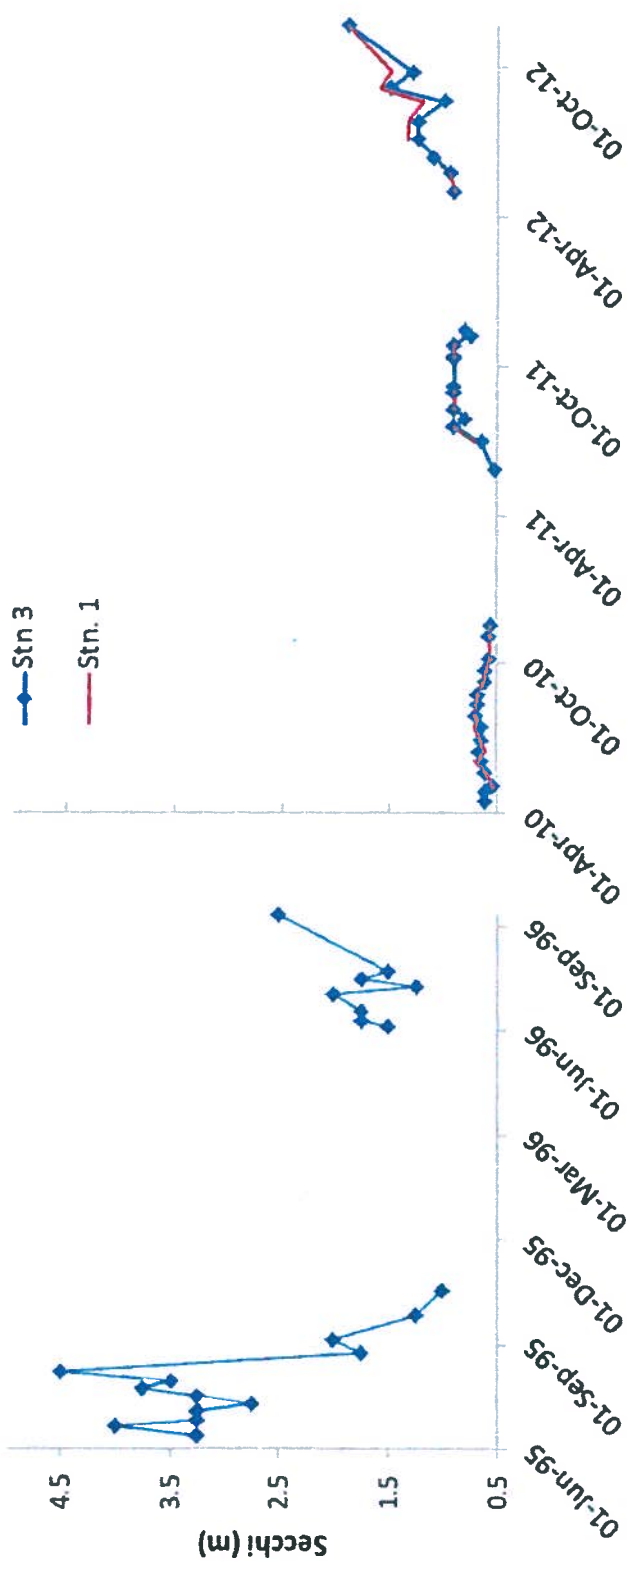 Stn 3
Stn. 1
Secchi (m)
4.5
3.5
2.5
1.5
0.5
01-Jun-95
01-Sep-95
01-Dec-95
01-Mar-96
01-Jun-96
01-Sep-96
01-Apr-10
01-Oct-10
01-Apr-11
01-Oct-11
01-Apr-12
01-Oct-12